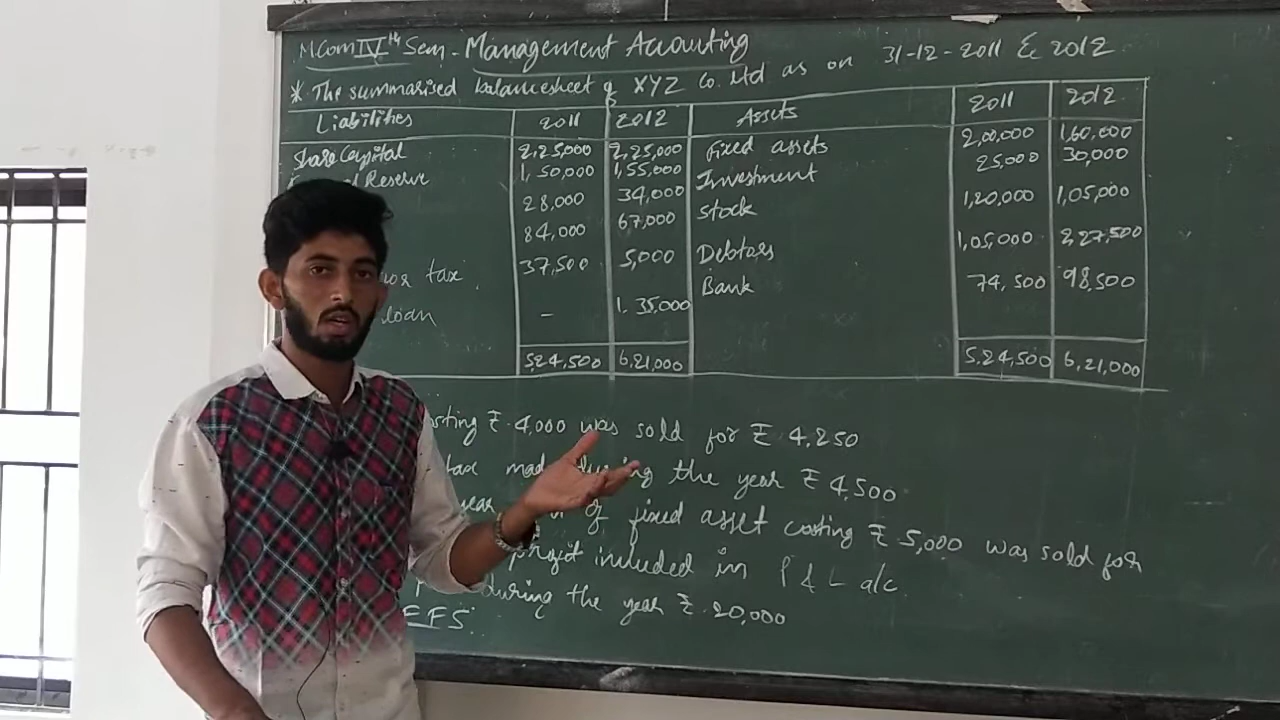 MCom IVth Sem - Management Accounting
* The summarised balancesheet of XYZ Co. Ltd as on 31-12-2011 & 2012
Liabilities 2011 2012 Assets 2011 2012
Share Capital 2,25,000 2,25,000 Fixed assets 2,00,000 1,60,000
Reserve 1,50,000 1,55,000 Investment 25,000 30,000
28,000 34,000 Stock 1,20,000 1,05,000
84,000 67,000 Debtors 1,05,000 2,27,500
for tax 37,500 5,000 Bank 74,500 98,500
loan - 1,35,000
5,24,500 6,21,000 5,24,500 6,21,000
costing ₹. 4,000 was sold for ₹ 4,250
tax made during the year ₹ 4,500
year of fixed asset costing ₹ 5,000 was sold for
profit included in P & L a/c.
during the year ₹. 20,000
FFS.